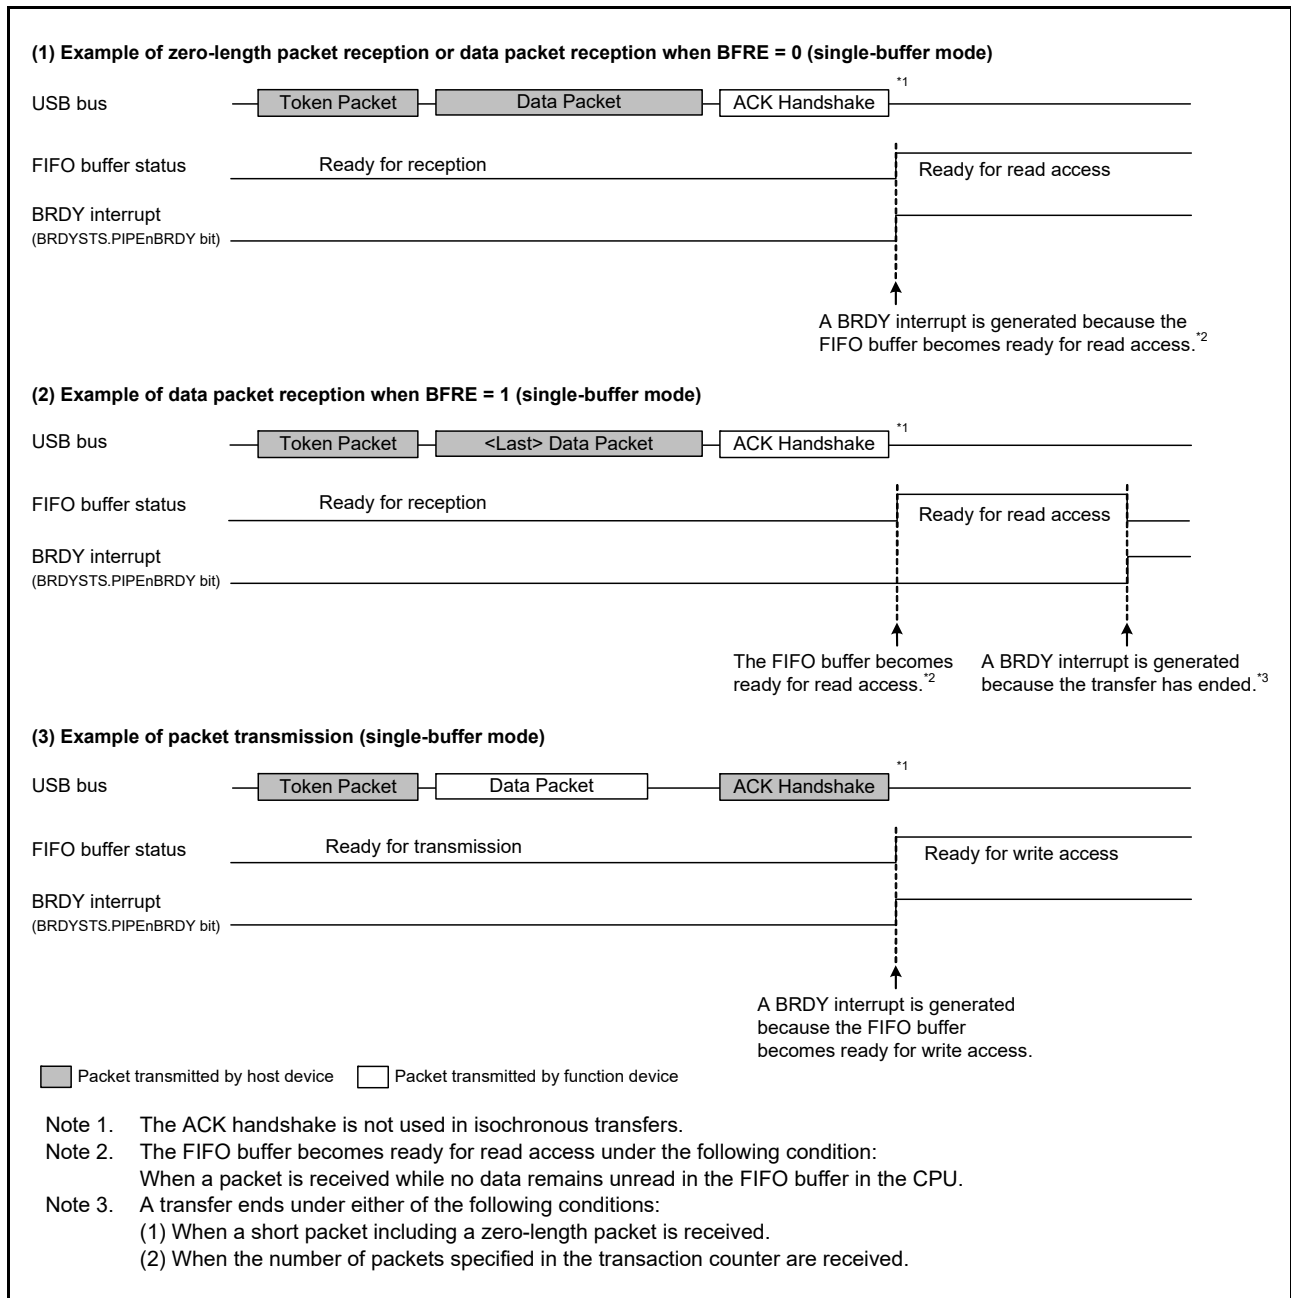 (1) Example of zero-length packet reception or data packet reception when BFRE = 0 (single-buffer mode)
USB bus
Token Packet
Data Packet
ACK Handshake
*1
FIFO buffer status
Ready for reception
Ready for read access
BRDY interrupt
(BRDYSTS.PIPEnBRDY bit)
A BRDY interrupt is generated because the
FIFO buffer becomes ready for read access.*2
(2) Example of data packet reception when BFRE = 1 (single-buffer mode)
USB bus
Token Packet
<Last> Data Packet
ACK Handshake
*1
FIFO buffer status
Ready for reception
Ready for read access
BRDY interrupt
(BRDYSTS.PIPEnBRDY bit)
The FIFO buffer becomes
ready for read access.*2
A BRDY interrupt is generated
because the transfer has ended.*3
(3) Example of packet transmission (single-buffer mode)
USB bus
Token Packet
Data Packet
ACK Handshake
*1
FIFO buffer status
Ready for transmission
Ready for write access
BRDY interrupt
(BRDYSTS.PIPEnBRDY bit)
A BRDY interrupt is generated
because the FIFO buffer
becomes ready for write access.
Packet transmitted by host device
Packet transmitted by function device
Note 1. The ACK handshake is not used in isochronous transfers.
Note 2. The FIFO buffer becomes ready for read access under the following condition:
When a packet is received while no data remains unread in the FIFO buffer in the CPU.
Note 3. A transfer ends under either of the following conditions:
(1) When a short packet including a zero-length packet is received.
(2) When the number of packets specified in the transaction counter are received.